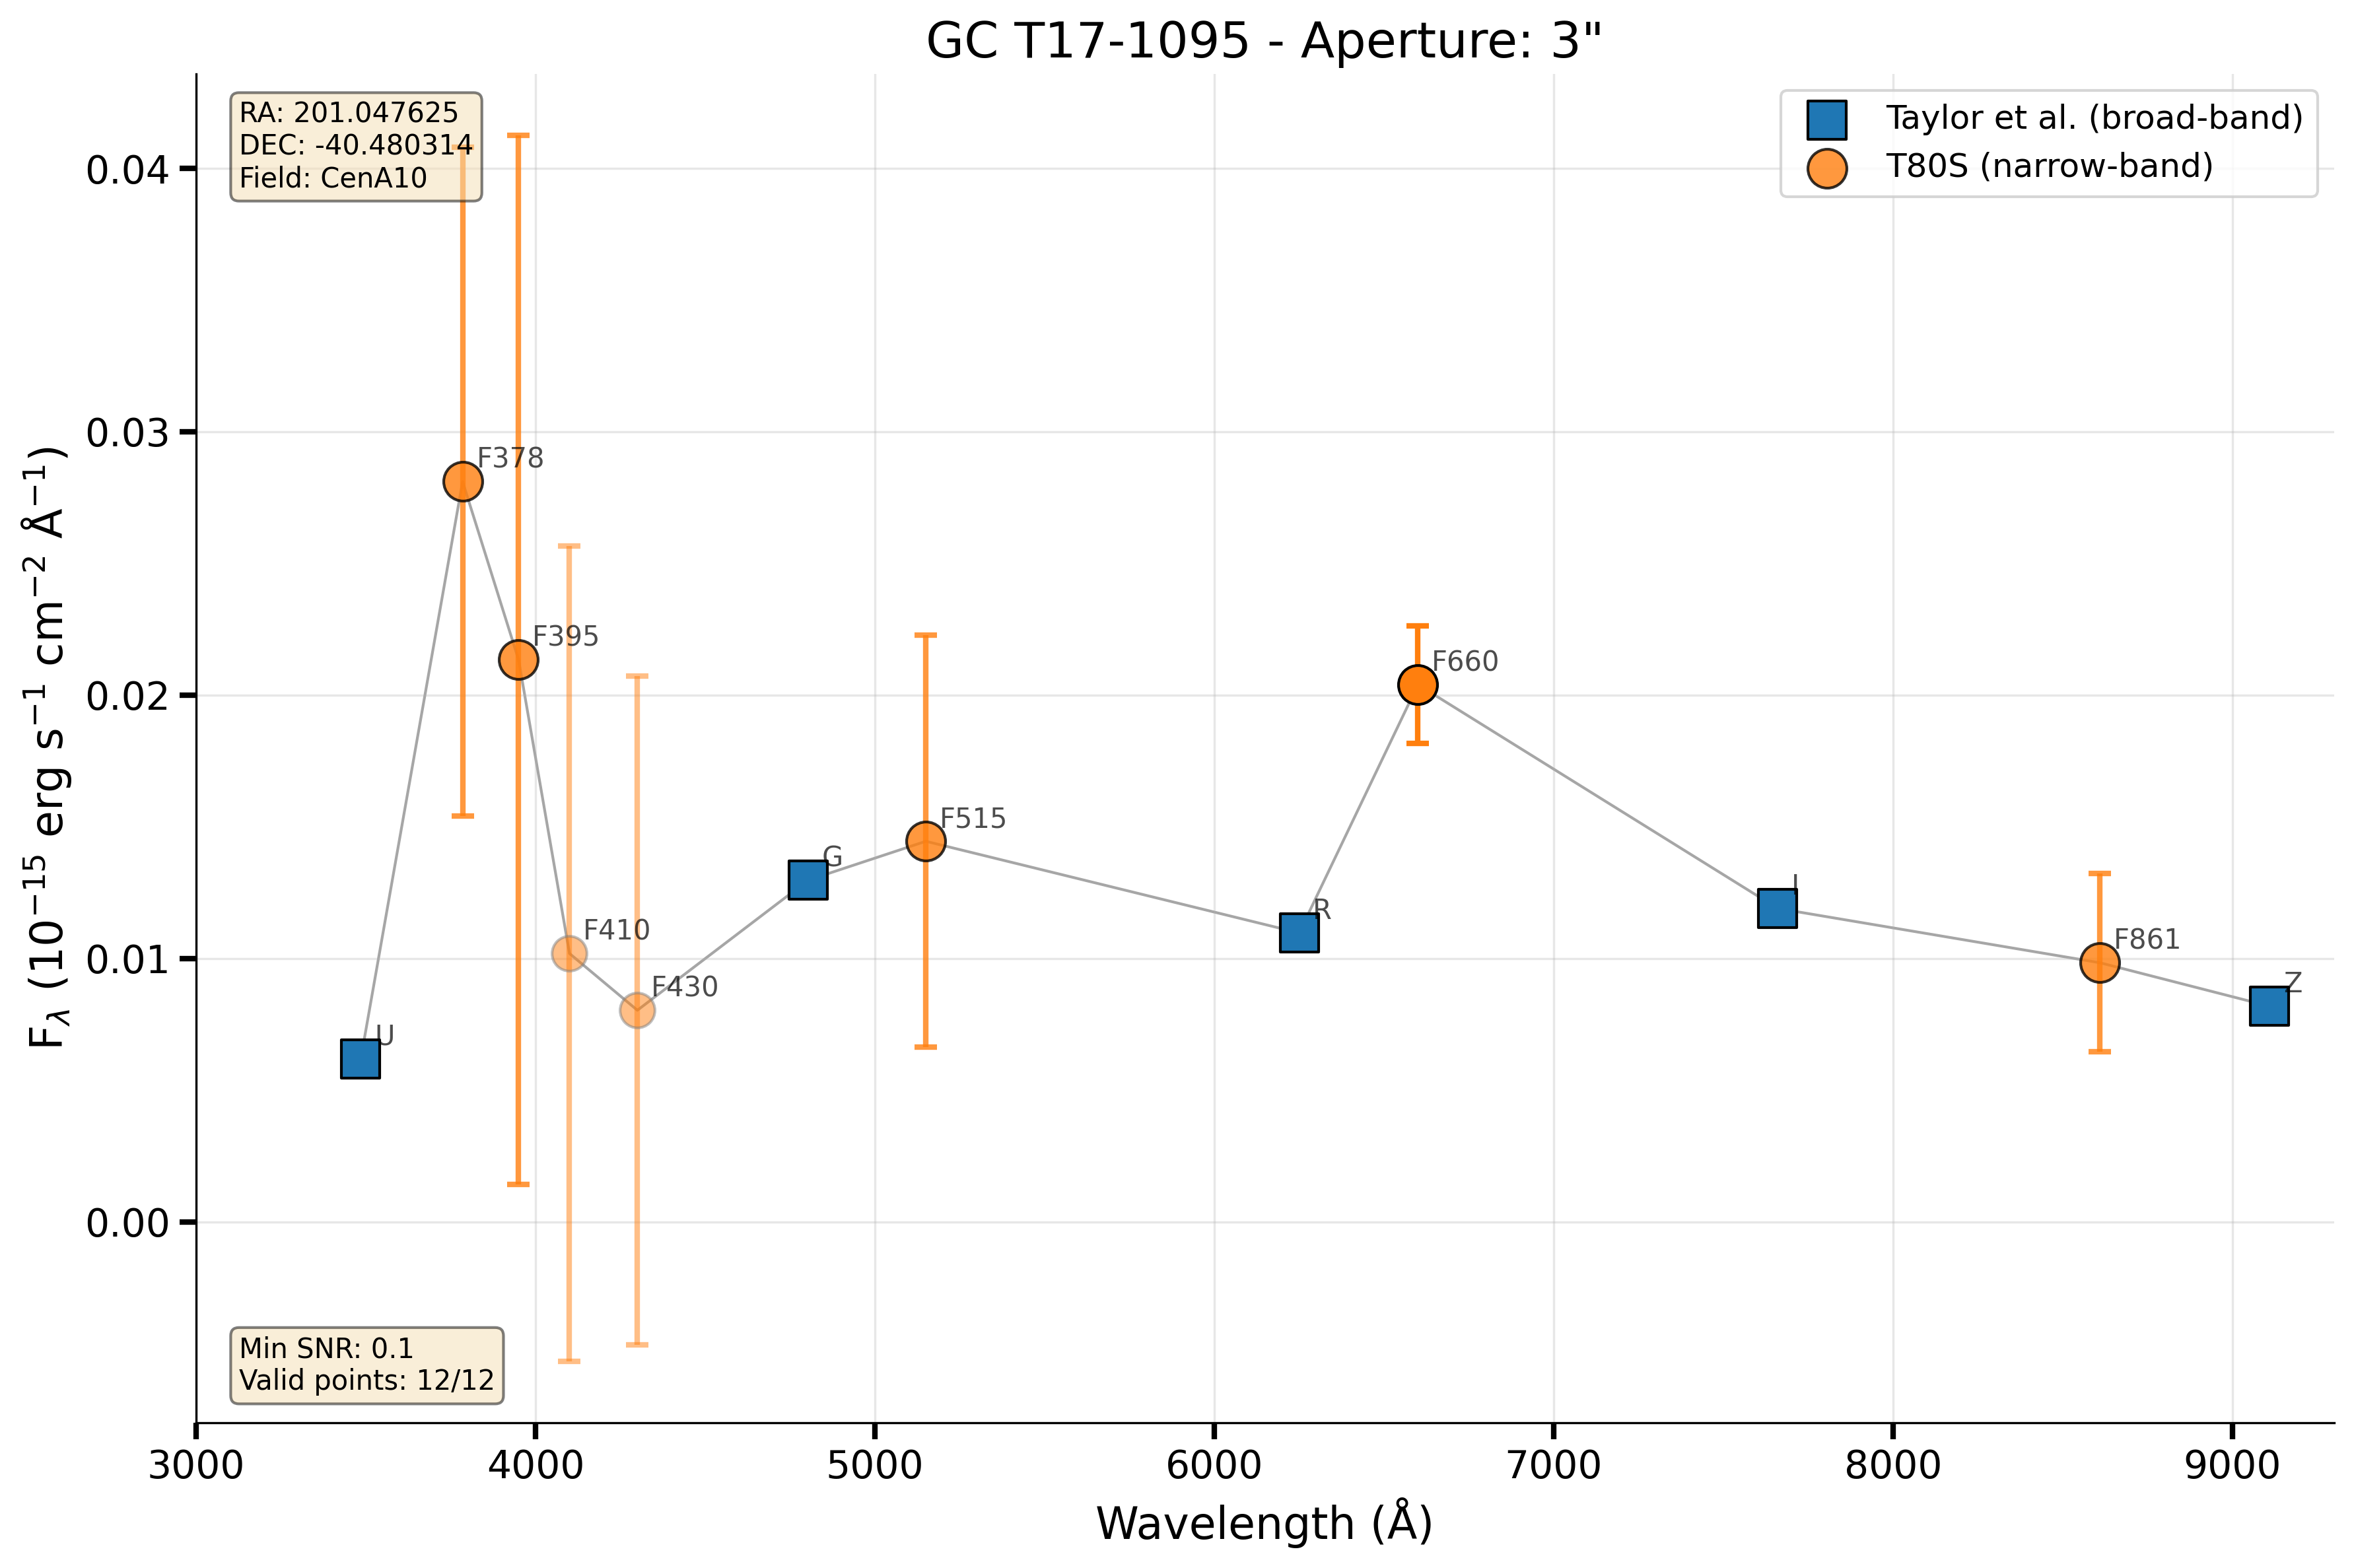 GC T17-1095 - Aperture: 3"
RA: 201.047625
DEC: -40.480314
Field: CenA10
Taylor et al. (broad-band)
T80S (narrow-band)
0.04
0.03
0.02
0.01
0.00
F_λ (10⁻¹⁵ erg s⁻¹ cm⁻² Å⁻¹)
F378
F395
F410
F430
U
G
F515
R
F660
I
F861
Z
Min SNR: 0.1
Valid points: 12/12
3000 4000 5000 6000 7000 8000 9000
Wavelength (Å)